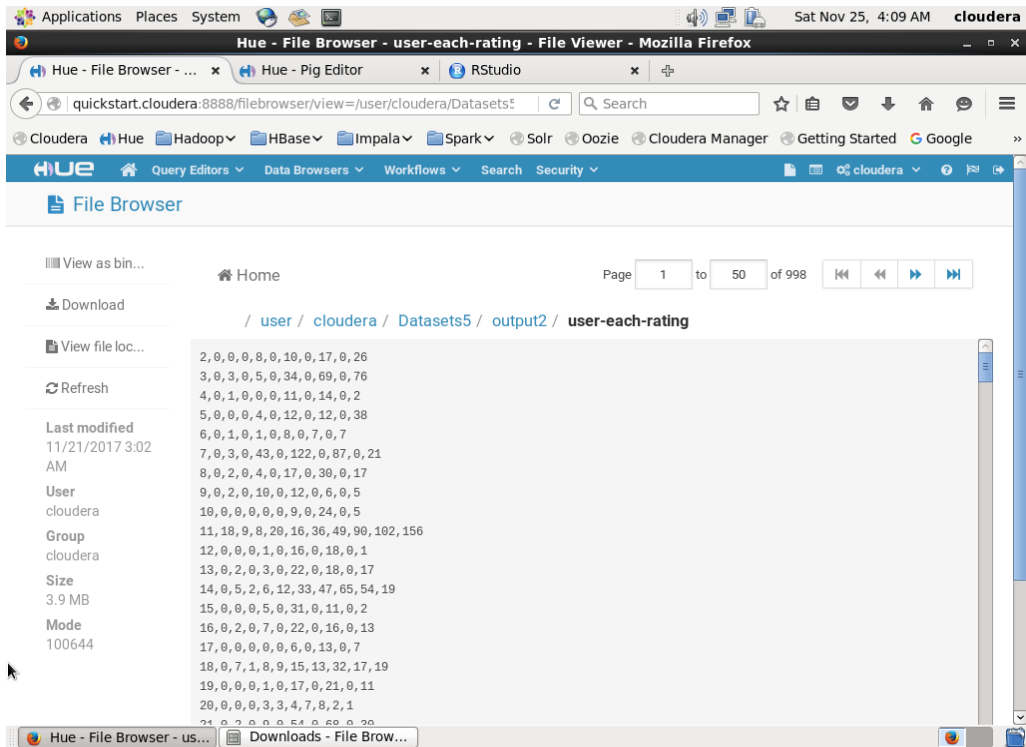 Applications Places System Sat Nov 25, 4:09 AM cloudera
Hue - File Browser - user-each-rating - File Viewer - Mozilla Firefox
Hue - File Browser - ... × Hue - Pig Editor × R RStudio ×
quickstart.cloudera:8888/filebrowser/view=/user/cloudera/Datasets5 Search
Cloudera Hue Hadoop HBase Impala Spark Solr Oozie Cloudera Manager Getting Started G Google »
HUE Query Editors Data Browsers Workflows Search Security cloudera
File Browser
View as bin...
Home Page 1 to 50 of 998
Download
/ user / cloudera / Datasets5 / output2 / user-each-rating
View file loc...
Refresh
Last modified
11/21/2017 3:02
AM
User
cloudera
Group
cloudera
Size
3.9 MB
Mode
100644
2,0,0,0,8,0,10,0,17,0,26
3,0,3,0,5,0,34,0,69,0,76
4,0,1,0,0,0,11,0,14,0,2
5,0,0,0,4,0,12,0,12,0,38
6,0,1,0,1,0,8,0,7,0,7
7,0,3,0,43,0,122,0,87,0,21
8,0,2,0,4,0,17,0,30,0,17
9,0,2,0,10,0,12,0,6,0,5
10,0,0,0,0,0,9,0,24,0,5
11,18,9,8,20,16,36,49,90,102,156
12,0,0,0,1,0,16,0,18,0,1
13,0,2,0,3,0,22,0,18,0,17
14,0,5,2,6,12,33,47,65,54,19
15,0,0,0,5,0,31,0,11,0,2
16,0,2,0,7,0,22,0,16,0,13
17,0,0,0,0,0,6,0,13,0,7
18,0,7,1,8,9,15,13,32,17,19
19,0,0,0,1,0,17,0,21,0,11
20,0,0,0,3,3,4,7,8,2,1
21,0,2,0,9,0,54,0,68,0,30
Hue - File Browser - us... Downloads - File Brow...